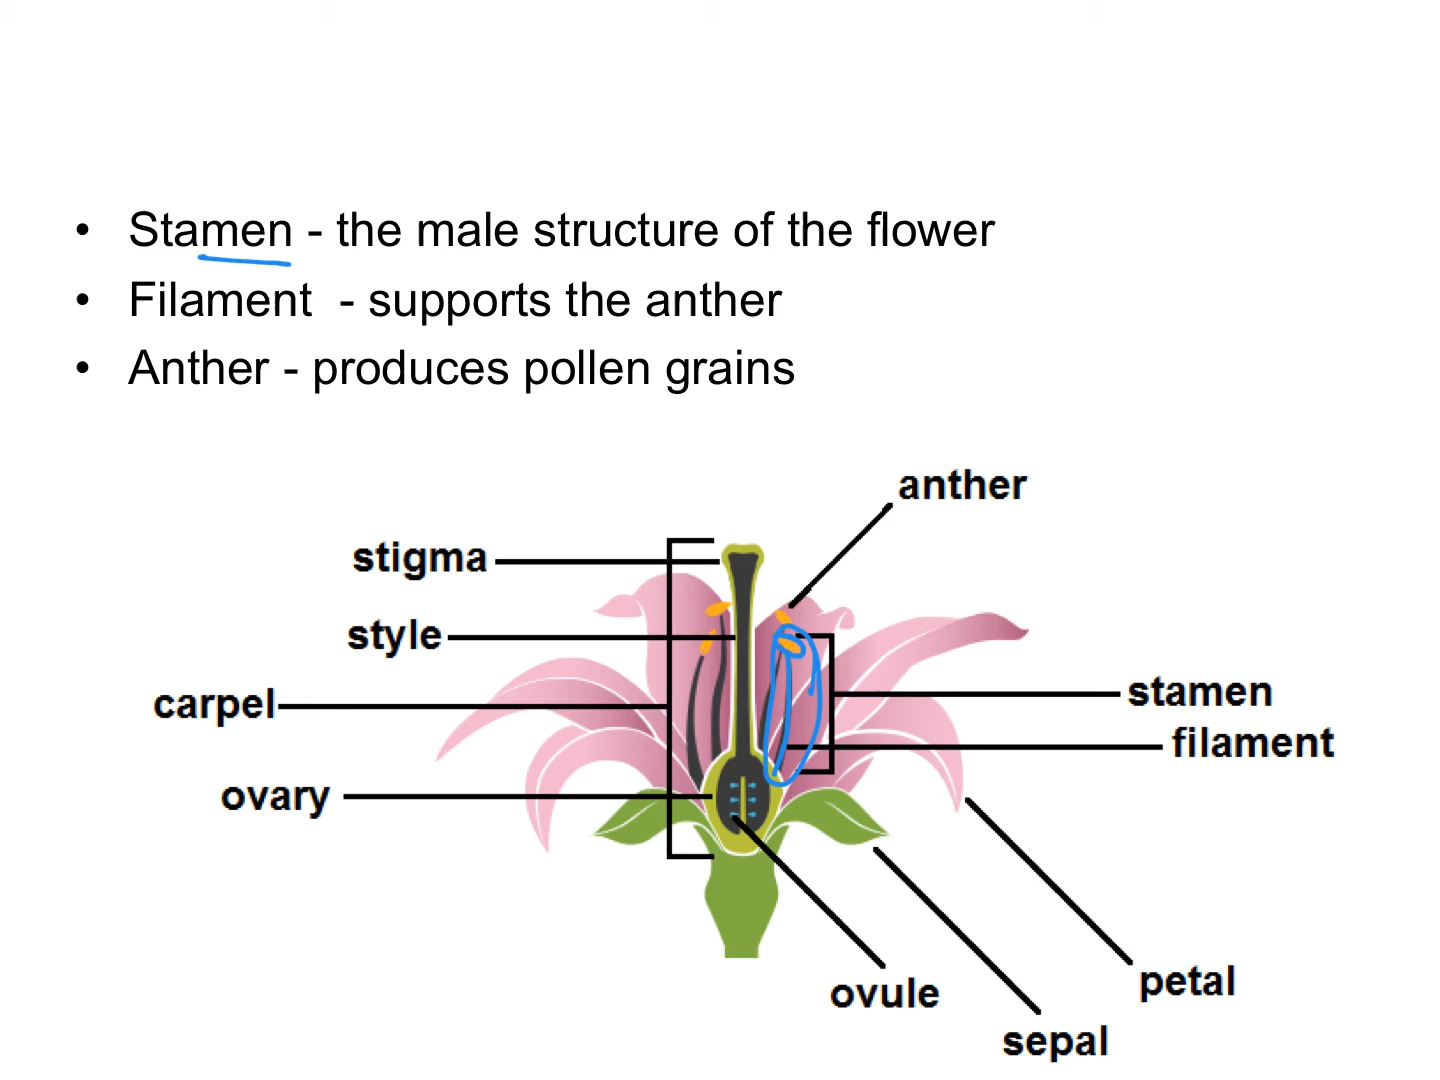 • Stamen - the male structure of the flower
• Filament - supports the anther
• Anther - produces pollen grains
anther
stigma
style
carpel
stamen
filament
ovary
ovule
petal
sepal